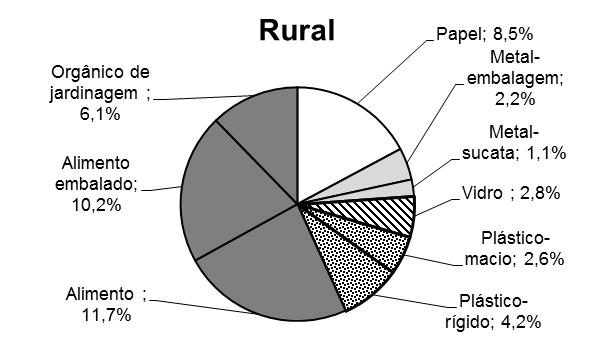 Rural
Papel; 8,5%
Metal-
embalagem;
2,2%
Metal-
sucata; 1,1%
Vidro ; 2,8%
Plástico-
macio; 2,6%
Plástico-
rígido; 4,2%
Alimento ;
11,7%
Alimento
embalado;
10,2%
Orgânico de
jardinagem ;
6,1%